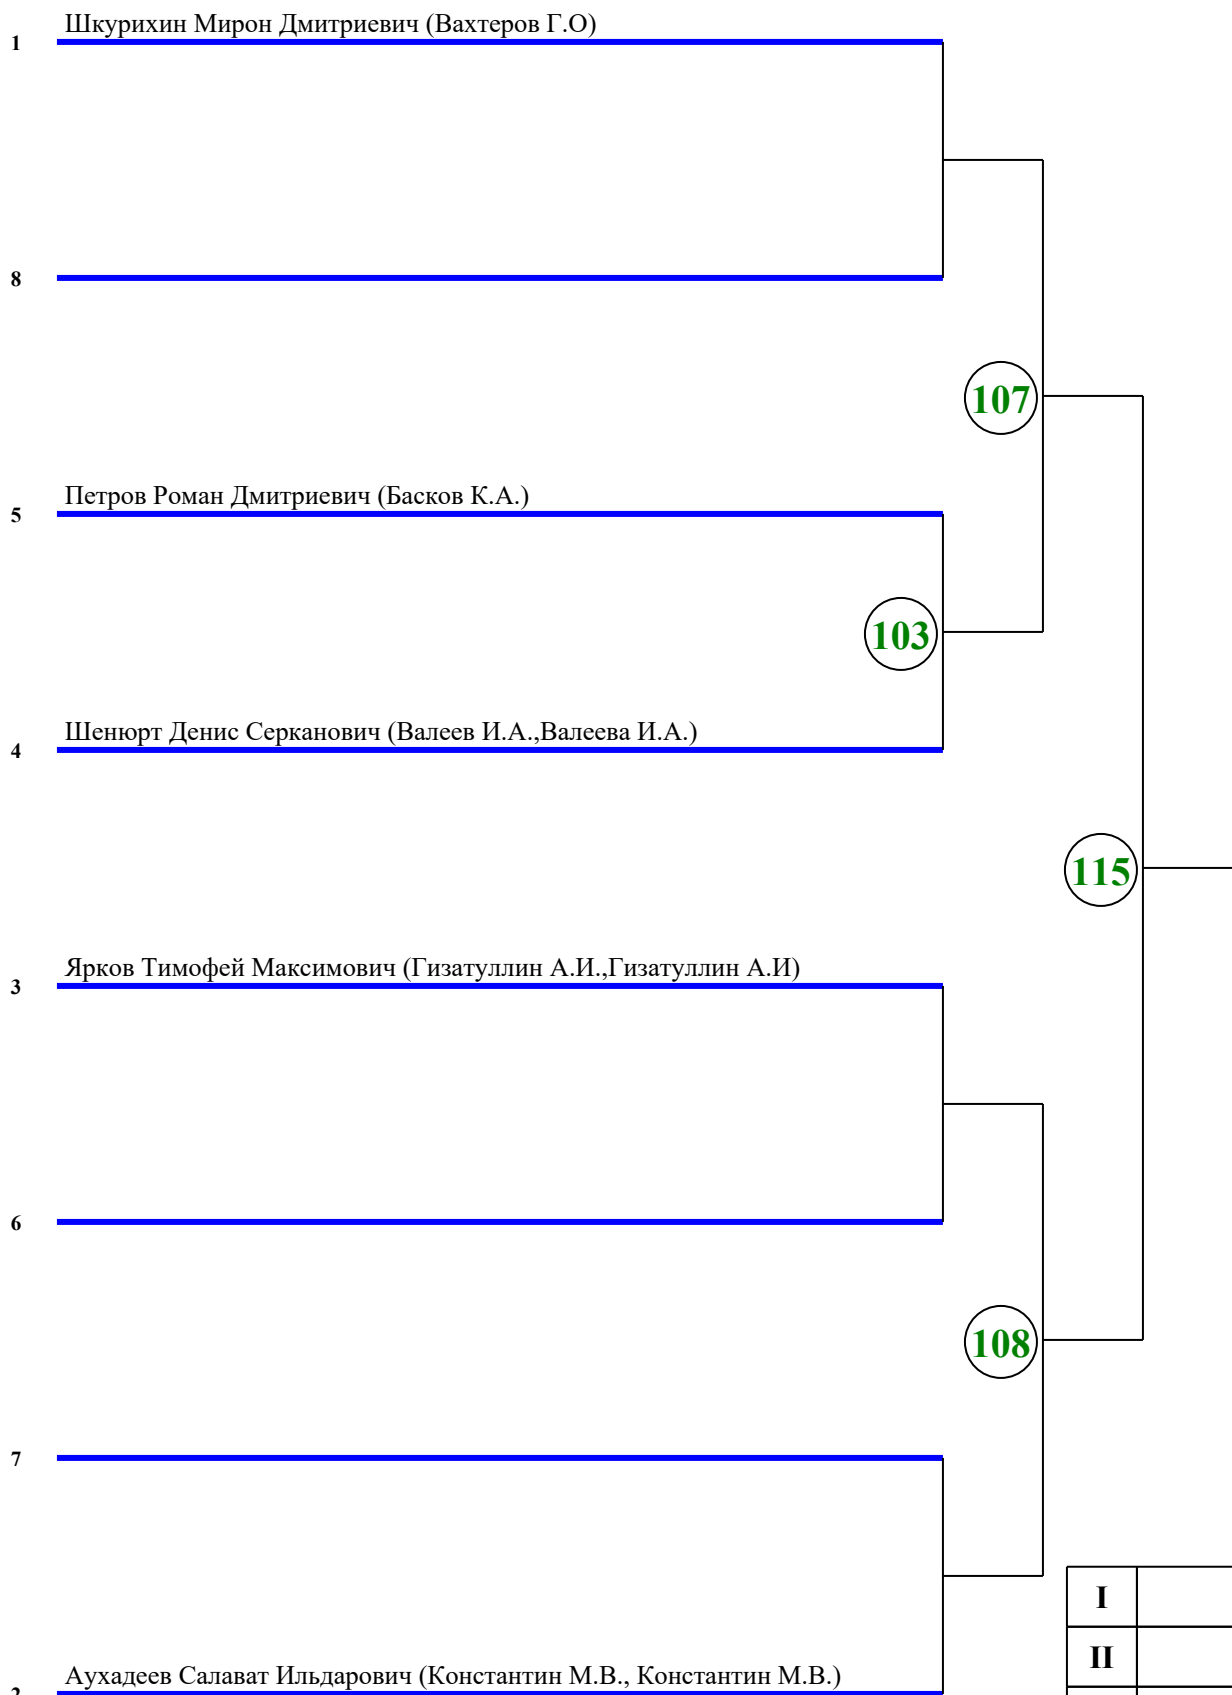 Шкурихин Мирон Дмитриевич (Вахтеров Г.О)
1
8
107
Петров Роман Дмитриевич (Басков К.А.)
5
103
Шенюрт Денис Серканович (Валеев И.А.,Валеева И.А.)
4
115
Ярков Тимофей Максимович (Гизатуллин А.И.,Гизатуллин А.И)
3
6
108
7
I
II
Аухадеев Салават Ильдарович (Константин М.В., Константин М.В.)
2